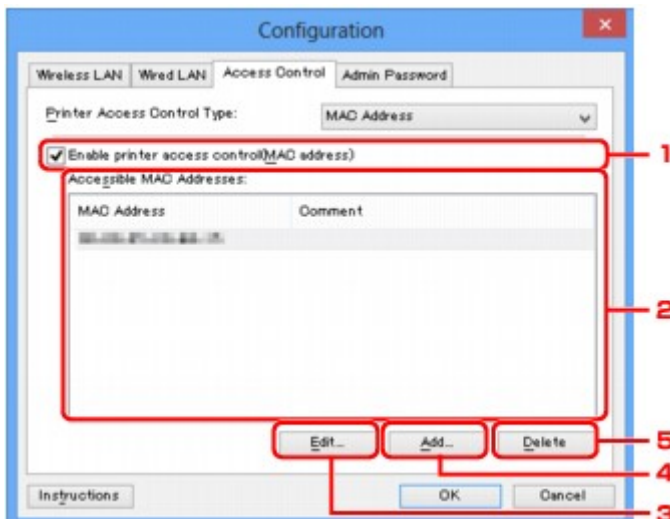 Configuration
Wireless LAN Wired LAN Access Control Admin Password
Printer Access Control Type: MAC Address
Enable printer access control(MAC address) 1
Accessible MAC Addresses:
MAC Address Comment
2
Edit... Add... Delete 5
4
Instructions OK Cancel
3